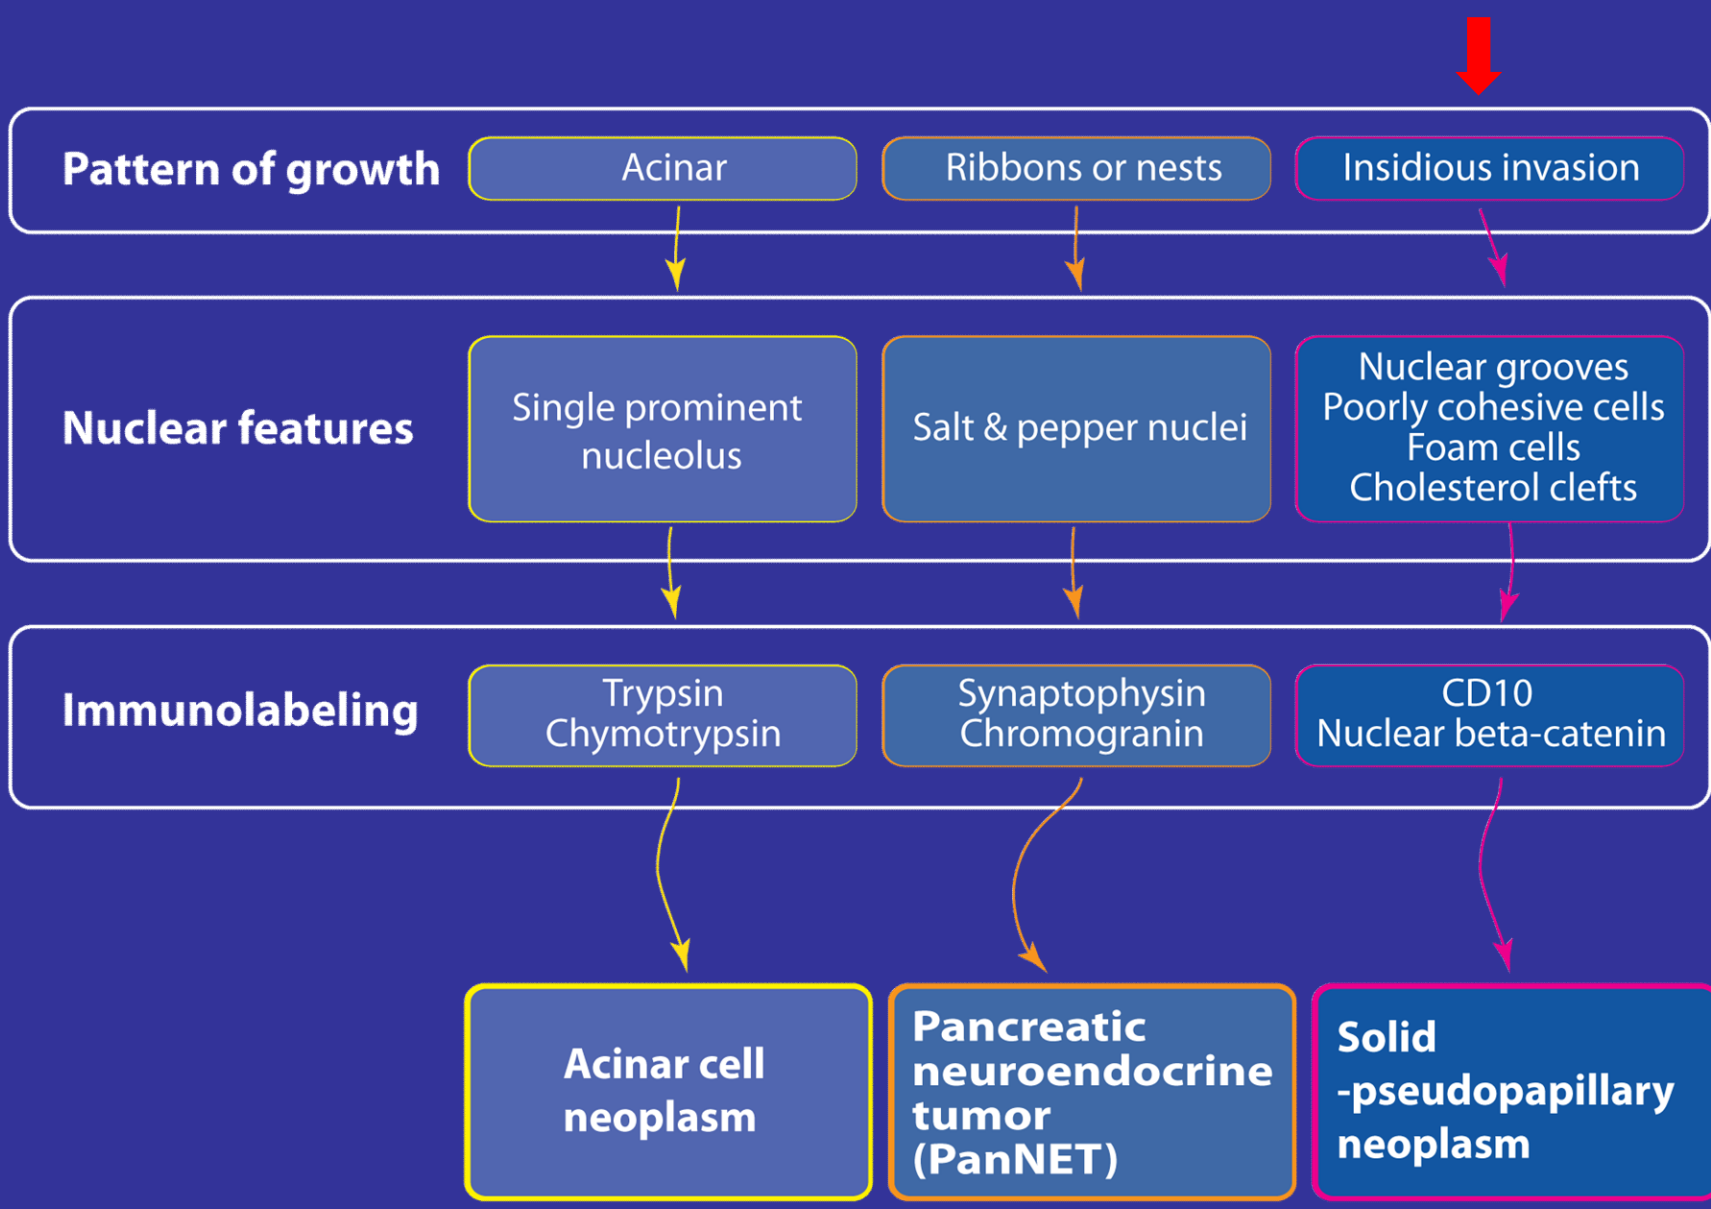 Pattern of growth
Acinar
Ribbons or nests
Insidious invasion
Nuclear features
Single prominent
nucleolus
Salt & pepper nuclei
Nuclear grooves
Poorly cohesive cells
Foam cells
Cholesterol clefts
Immunolabeling
Trypsin
Chymotrypsin
Synaptophysin
Chromogranin
CD10
Nuclear beta-catenin
Acinar cell
neoplasm
Pancreatic
neuroendocrine
tumor
(PanNET)
Solid
-pseudopapillary
neoplasm